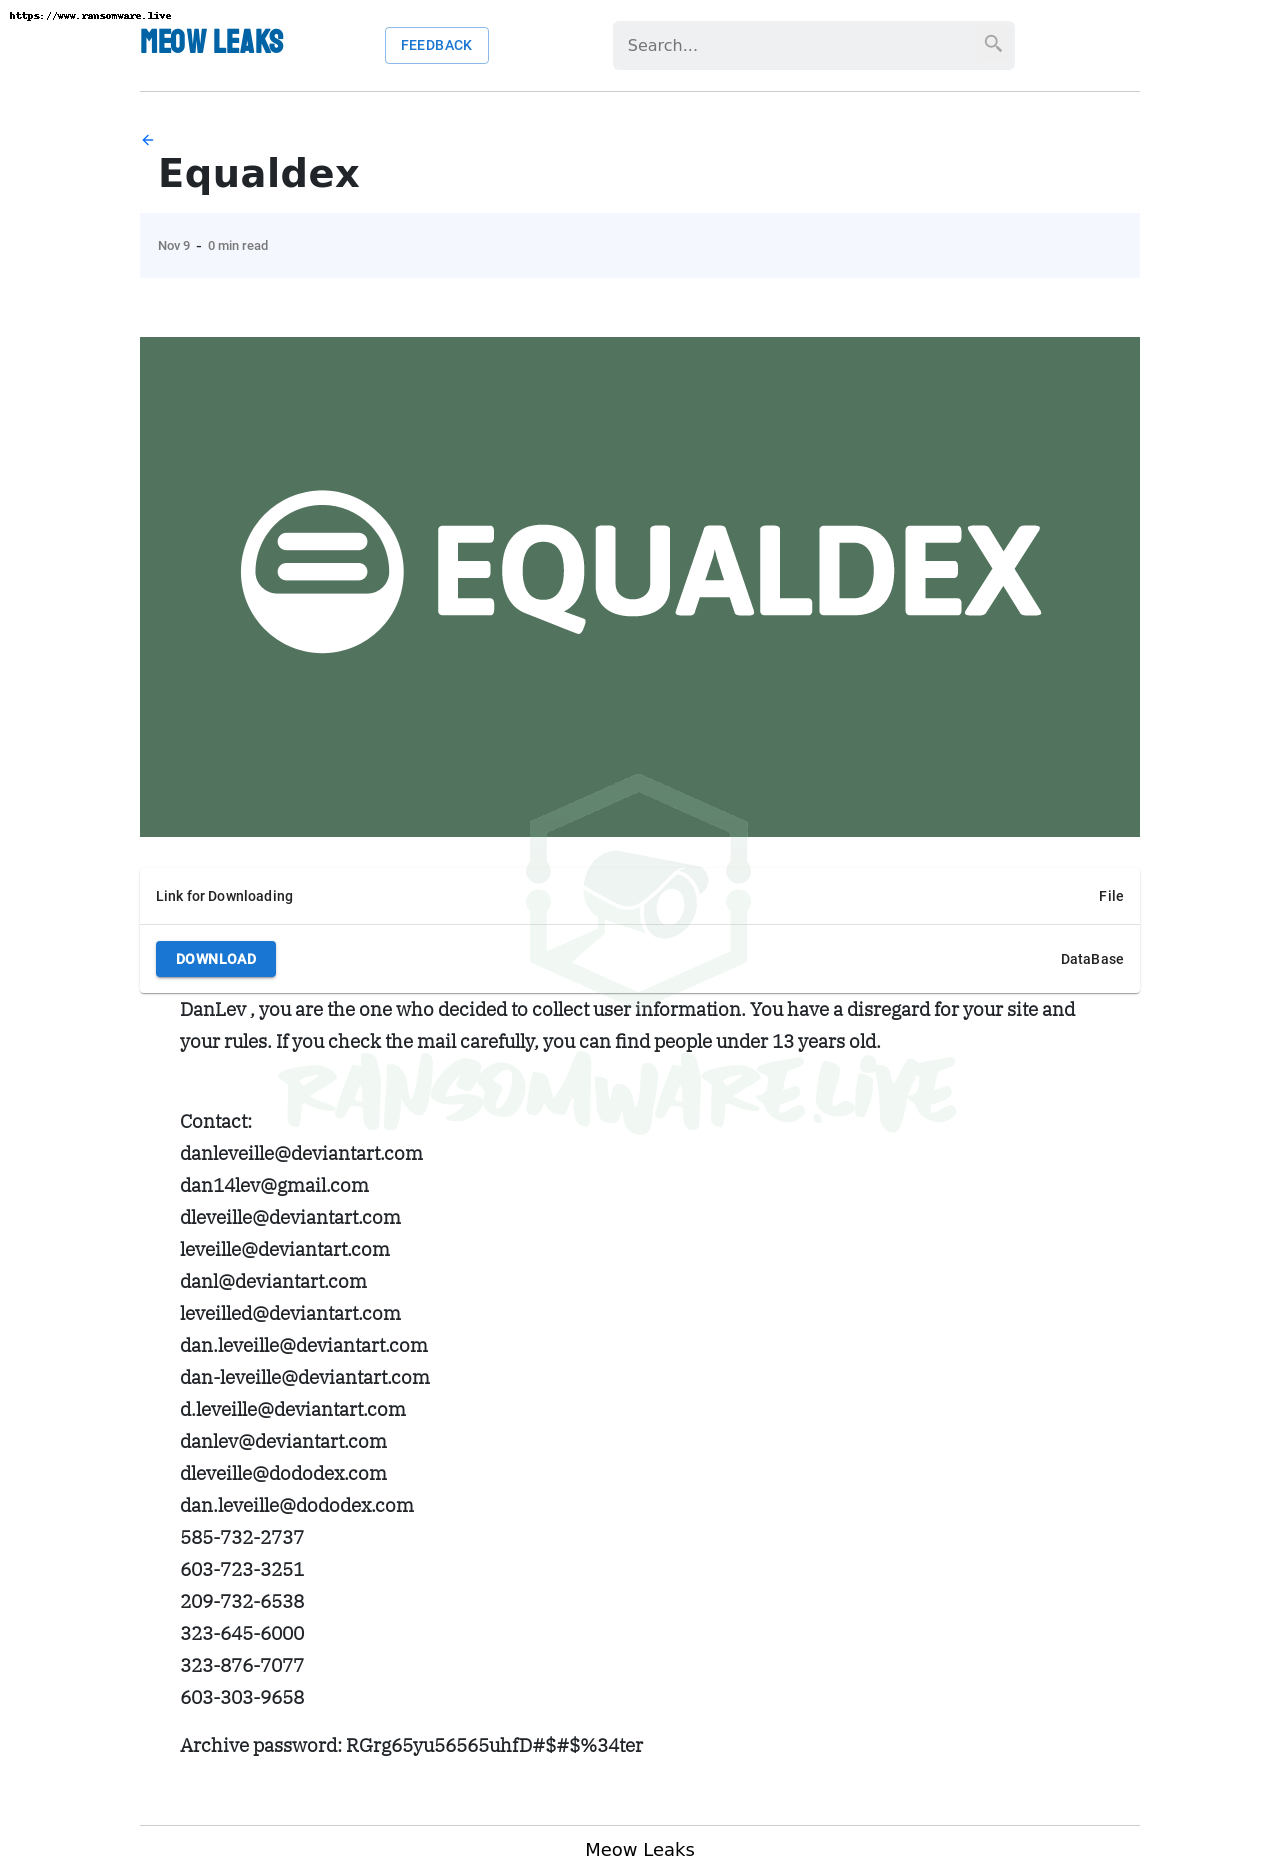 https://www.ransomware.live
MEOW LEAKS
FEEDBACK
Search...
Equaldex
Nov 9 - 0 min read
EQUALDEX
Link for Downloading File
DOWNLOAD DataBase
DanLev , you are the one who decided to collect user information. You have a disregard for your site and
your rules. If you check the mail carefully, you can find people under 13 years old.
RANSOMWARE.LIVE
Contact:
danleveille@deviantart.com
dan14lev@gmail.com
dleveille@deviantart.com
leveille@deviantart.com
danl@deviantart.com
leveilled@deviantart.com
dan.leveille@deviantart.com
dan-leveille@deviantart.com
d.leveille@deviantart.com
danlev@deviantart.com
dleveille@dododex.com
dan.leveille@dododex.com
585-732-2737
603-723-3251
209-732-6538
323-645-6000
323-876-7077
603-303-9658
Archive password: RGrg65yu56565uhfD#$#$%34ter
Meow Leaks